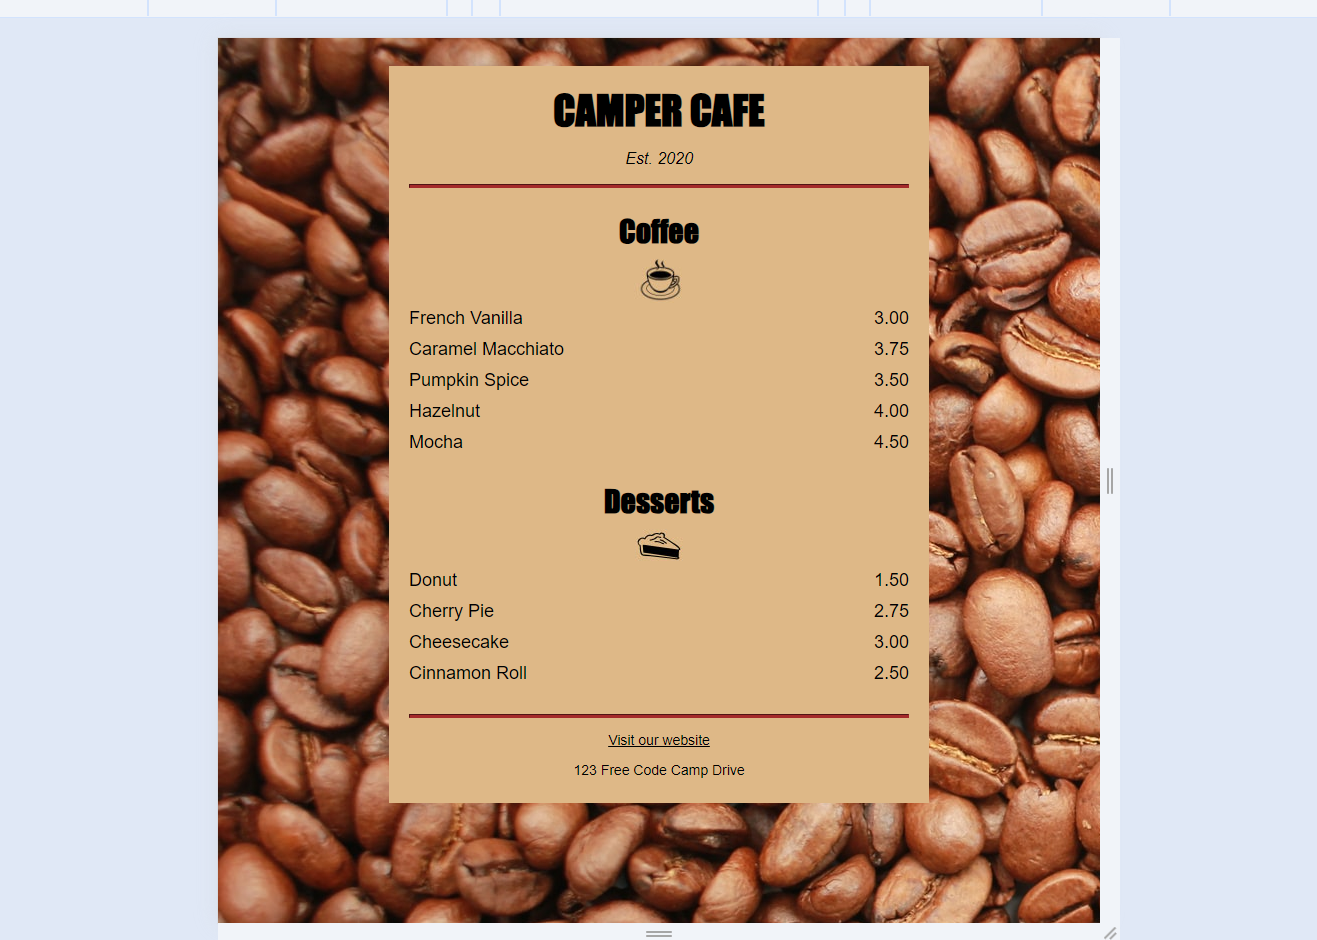 CAMPER CAFE
Est. 2020
Coffee
French Vanilla 3.00
Caramel Macchiato 3.75
Pumpkin Spice 3.50
Hazelnut 4.00
Mocha 4.50
Desserts
Donut 1.50
Cherry Pie 2.75
Cheesecake 3.00
Cinnamon Roll 2.50
Visit our website
123 Free Code Camp Drive